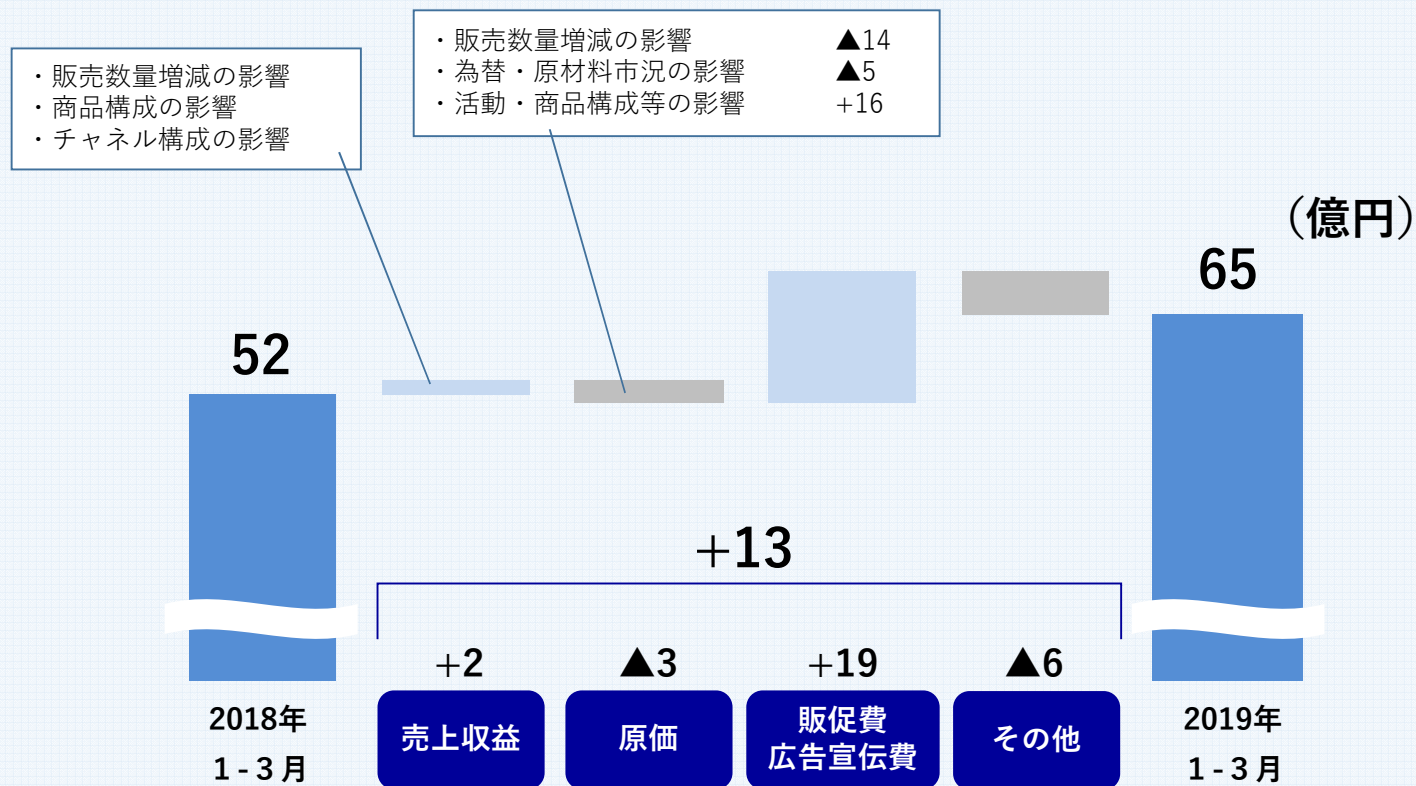 ・販売数量増減の影響
・商品構成の影響
・チャネル構成の影響
・販売数量増減の影響 ▲14
・為替・原材料市況の影響 ▲5
・活動・商品構成等の影響 +16
（億円）
52
65
+13
+2 ▲3 +19 ▲6
売上収益
原価
販促費
広告宣伝費
その他
2018年
1 - 3 月
2019年
1 - 3 月